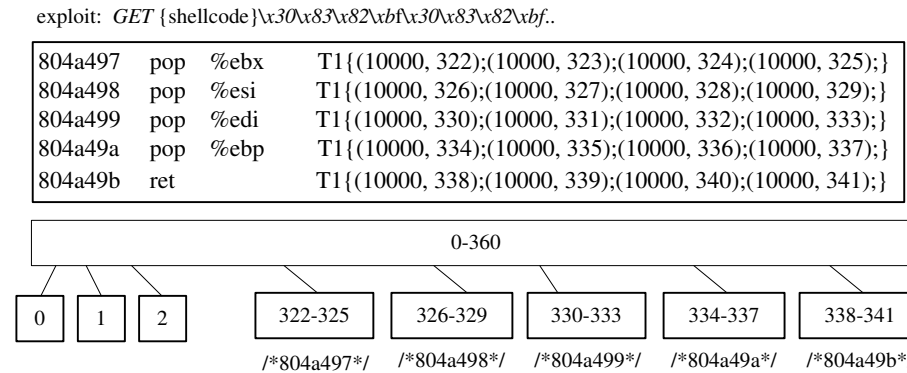 exploit: GET {shellcode}\x30\x83\x82\xbf\x30\x83\x82\xbf..
804a497 pop %ebx T1{(10000, 322);(10000, 323);(10000, 324);(10000, 325);}
804a498 pop %esi T1{(10000, 326);(10000, 327);(10000, 328);(10000, 329);}
804a499 pop %edi T1{(10000, 330);(10000, 331);(10000, 332);(10000, 333);}
804a49a pop %ebp T1{(10000, 334);(10000, 335);(10000, 336);(10000, 337);}
804a49b ret T1{(10000, 338);(10000, 339);(10000, 340);(10000, 341);}
0-360
0 1 2 322-325 326-329 330-333 334-337 338-341
/*804a497*/ /*804a498*/ /*804a499*/ /*804a49a*/ /*804a49b*